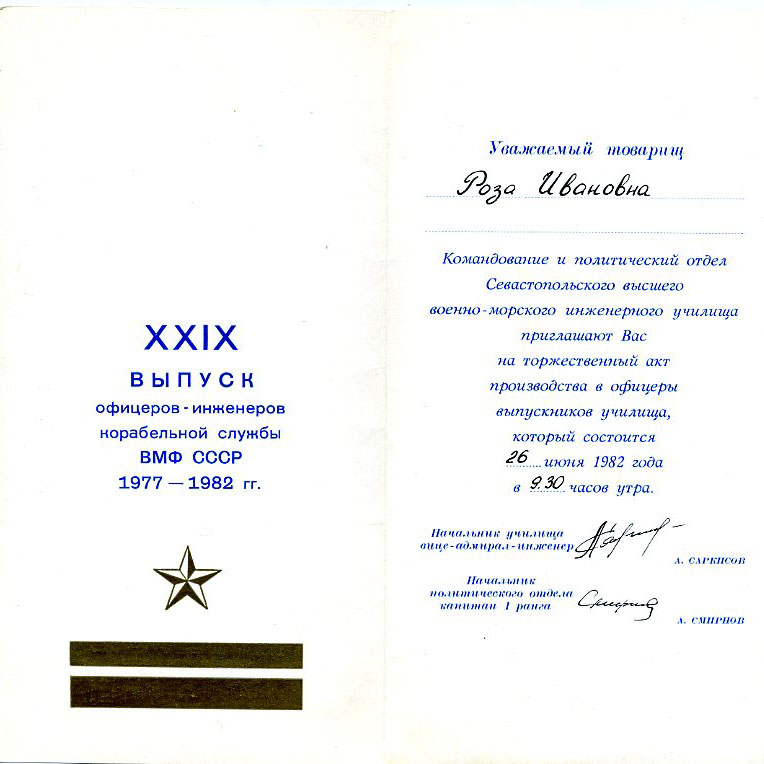 XXIX
ВЫПУСК
офицеров-инженеров
корабельной службы
ВМФ СССР
1977 — 1982 гг.
Уважаемый товарищ
Роза Ивановна
Командование и политический отдел
Севастопольского высшего
военно-морского инженерного училища
приглашают Вас
на торжественный акт
производства в офицеры
выпускников училища,
который состоится
26 июня 1982 года
в 9.30 часов утра.
Начальник училища
вице-адмирал-инженер
А. САРКИСОВ
Начальник
политического отдела
капитан 1 ранга
А. СМИРНОВ